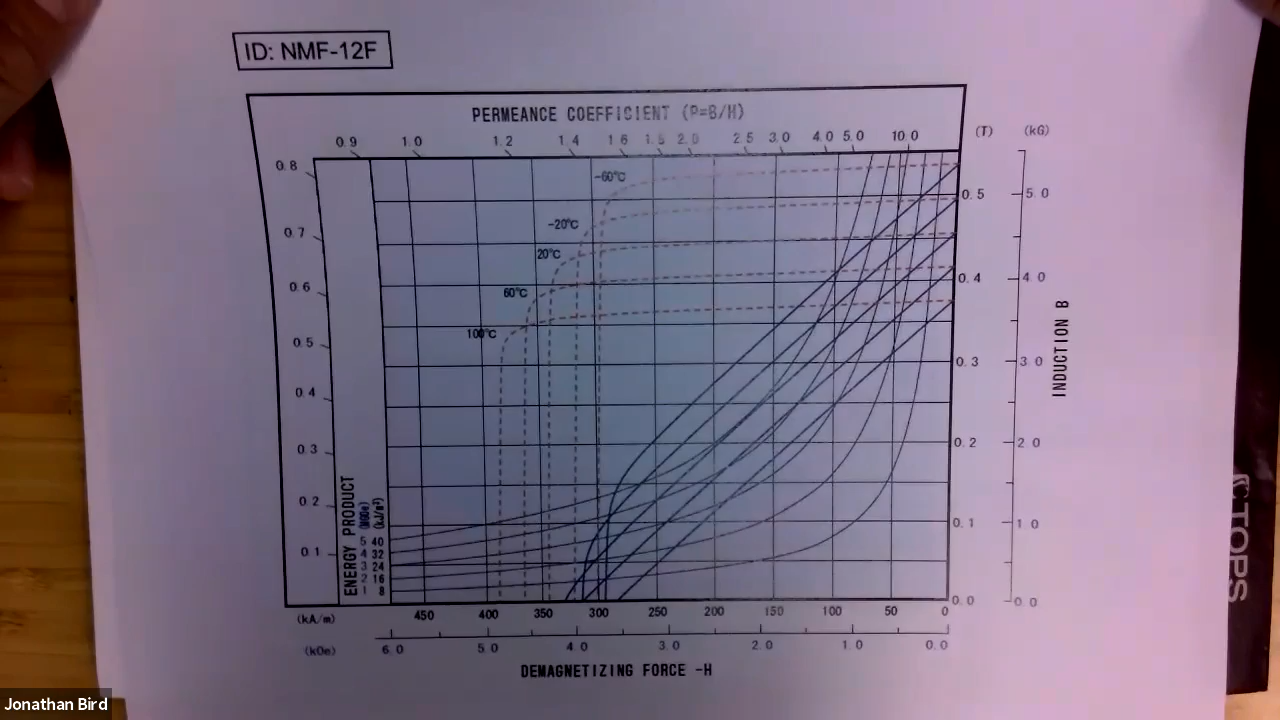 ID: NMF-12F
PERMEANCE COEFFICIENT (P=B/H)
0.9 1.0 1.2 1.4 1.6 1.5 2.0 2.5 3.0 4.0 5.0 10.0
(T) (kG)
0.8
0.7
0.6
0.5
0.4
0.3
0.2
0.1
-60°C
-20°C
20°C
60°C
100°C
0.5 5.0
0.4 4.0
0.3 3.0
0.2 2.0
0.1 1.0
0.0 0.0
INDUCTION B
ENERGY PRODUCT
(MGOe) (kJ/m³)
5 40
4 32
3 24
2 16
1 8
(kA/m) 450 400 350 300 250 200 150 100 50 0
(kOe) 6.0 5.0 4.0 3.0 2.0 1.0 0.0
DEMAGNETIZING FORCE -H
CTOPS
Jonathan Bird